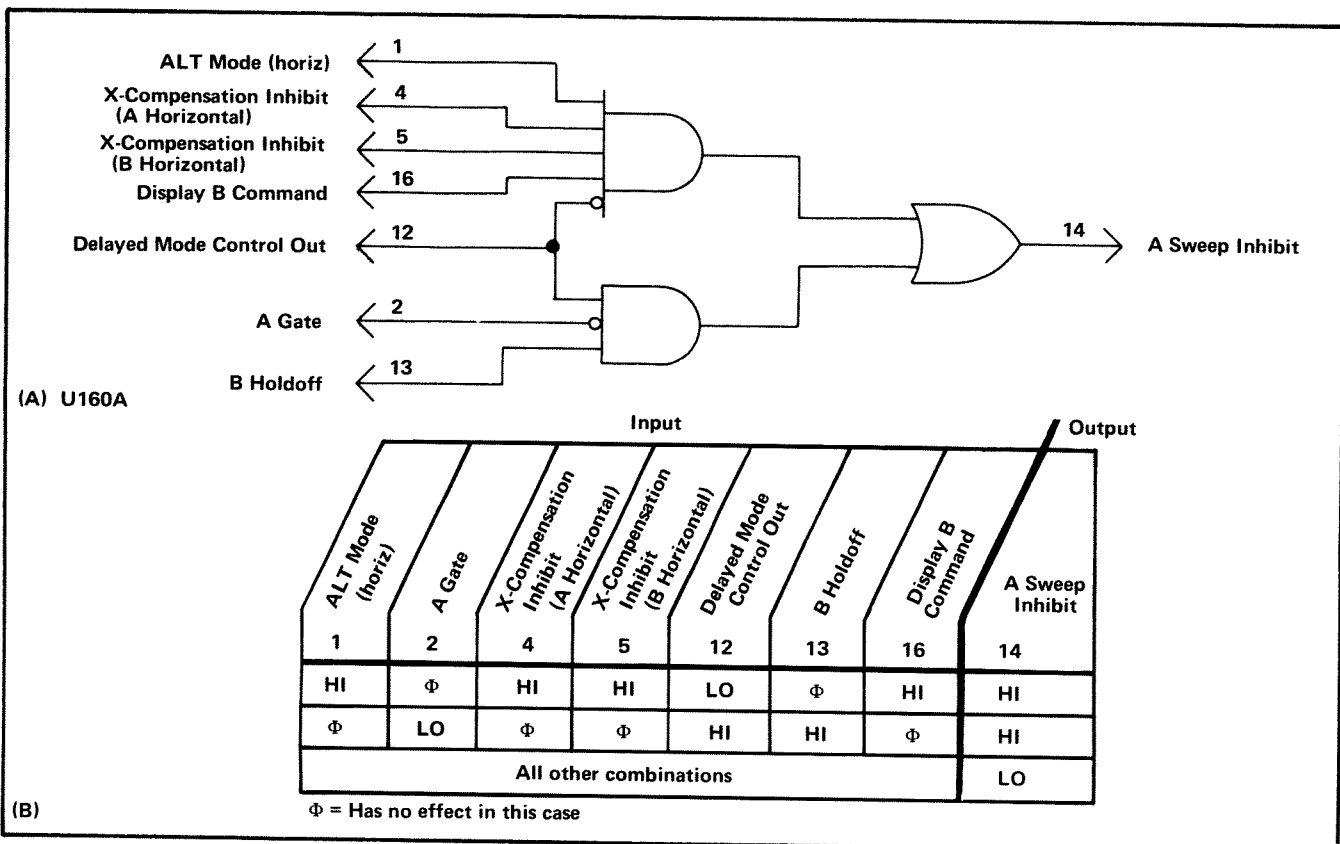 1
ALT Mode (horiz)
4
X-Compensation Inhibit
(A Horizontal)
5
X-Compensation Inhibit
(B Horizontal)
16
Display B Command
12
Delayed Mode Control Out
14
A Sweep Inhibit
2
A Gate
13
B Holdoff
(A) U160A
Input
Output
ALT Mode
(horiz)
A Gate
X-Compensation
Inhibit
(A Horizontal)
X-Compensation
Inhibit
(B Horizontal)
Delayed Mode
Control Out
B Holdoff
Display B
Command
A Sweep
Inhibit
1 2 4 5 12 13 16 14
HI Φ HI HI LO Φ HI HI
Φ LO Φ Φ HI HI Φ HI
All other combinations LO
(B)
Φ = Has no effect in this case